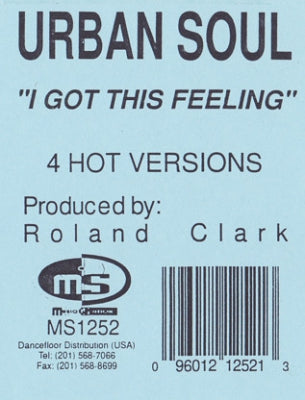 URBAN SOUL
"I GOT THIS FEELING"
4 HOT VERSIONS
Produced by:
Roland Clark
ms
MS1252
Dancefloor Distribution (USA)
Tel: (201) 568-7066
Fax: (201) 568-8699
0 96012 12521 3